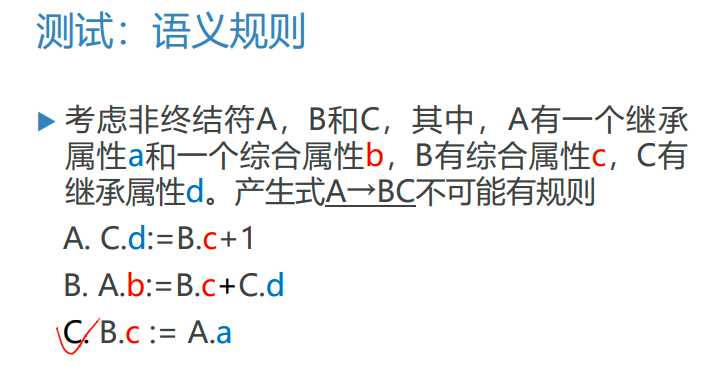 测试：语义规则
考虑非终结符A，B和C，其中，A有一个继承
属性a和一个综合属性b，B有综合属性c，C有
继承属性d。产生式A→BC不可能有规则
A. C.d:=B.c+1
B. A.b:=B.c+C.d
C. B.c := A.a